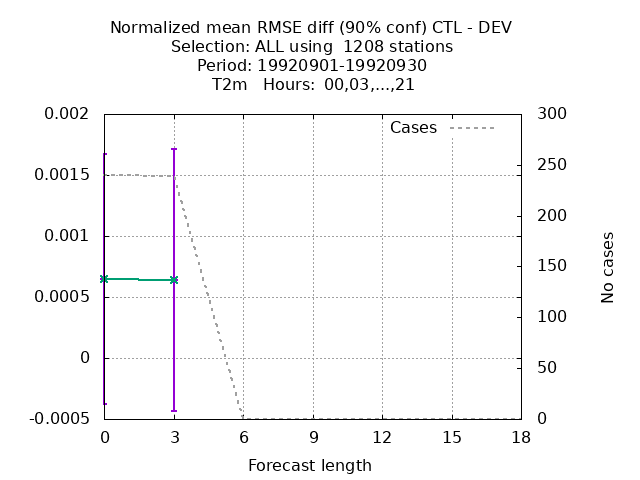 Normalized mean RMSE diff (90% conf) CTL - DEV
Selection: ALL using  1208 stations
Period: 19920901-19920930
T2m   Hours: 00,03,...,21
Cases
0.002
0.0015
0.001
0.0005
0
-0.0005
300
250
200
150
100
50
0
No cases
0 3 6 9 12 15 18
Forecast length